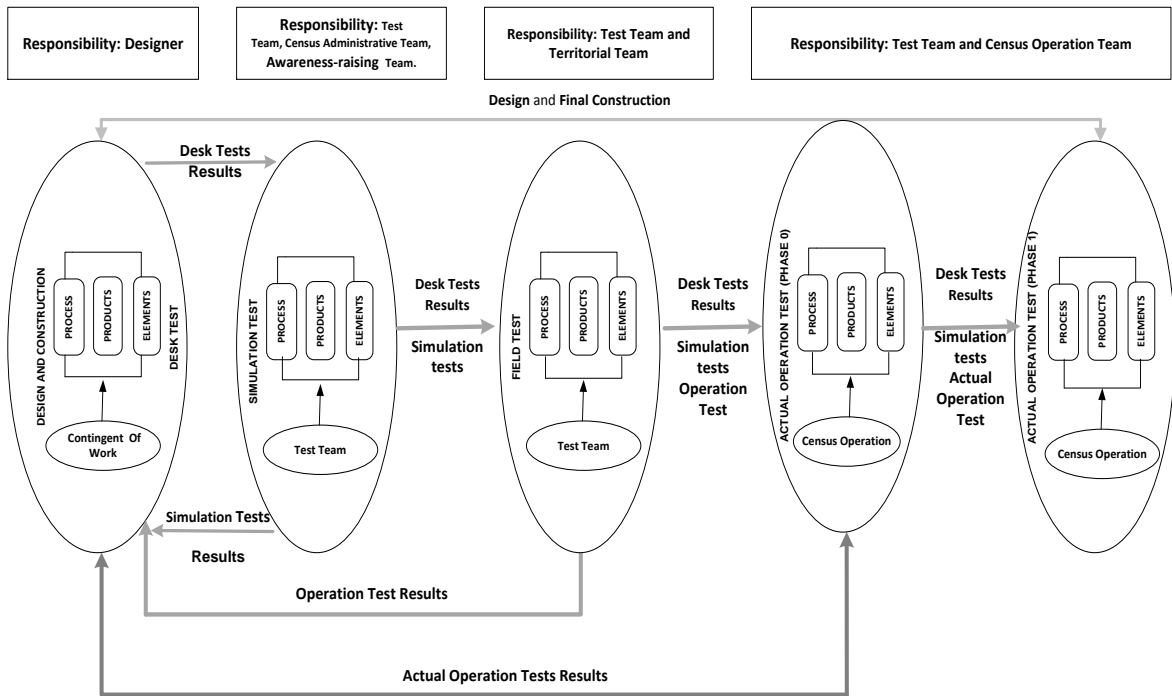 Responsibility: Designer
Responsibility: Test
Team, Census Administrative Team,
Awareness-raising Team.
Responsibility: Test Team and
Territorial Team
Responsibility: Test Team and Census Operation Team
Design and Final Construction
Desk Tests
Results
DESIGN AND CONSTRUCTION
PROCESS
PRODUCTS
ELEMENTS
DESK TEST
Contingent Of
Work
SIMULATION TEST
PROCESS
PRODUCTS
ELEMENTS
Test Team
Desk Tests
Results
Simulation
tests
FIELD TEST
PROCESS
PRODUCTS
ELEMENTS
Test Team
Desk Tests
Results
Simulation
tests
Operation
Test
ACTUAL OPERATION TEST (PHASE 0)
PROCESS
PRODUCTS
ELEMENTS
Census Operation
Desk Tests
Results
Simulation
tests
Actual
Operation
Test
ACTUAL OPERATION TEST (PHASE 1)
PROCESS
PRODUCTS
ELEMENTS
Census Operation
Simulation Tests
Results
Operation Test Results
Actual Operation Tests Results